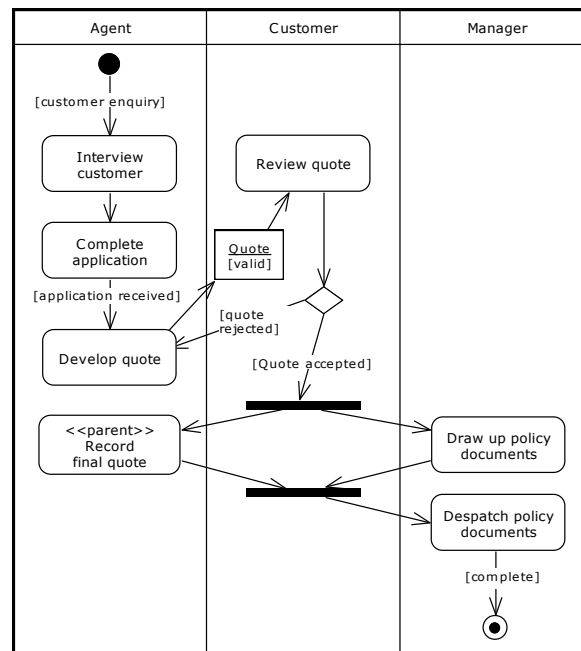 Agent
Customer
Manager
[customer enquiry]
Interview
customer
Review quote
Complete
application
Quote
[valid]
[application received]
[quote
rejected]
Develop quote
[Quote accepted]
<<parent>>
Record
final quote
Draw up policy
documents
Despatch policy
documents
[complete]